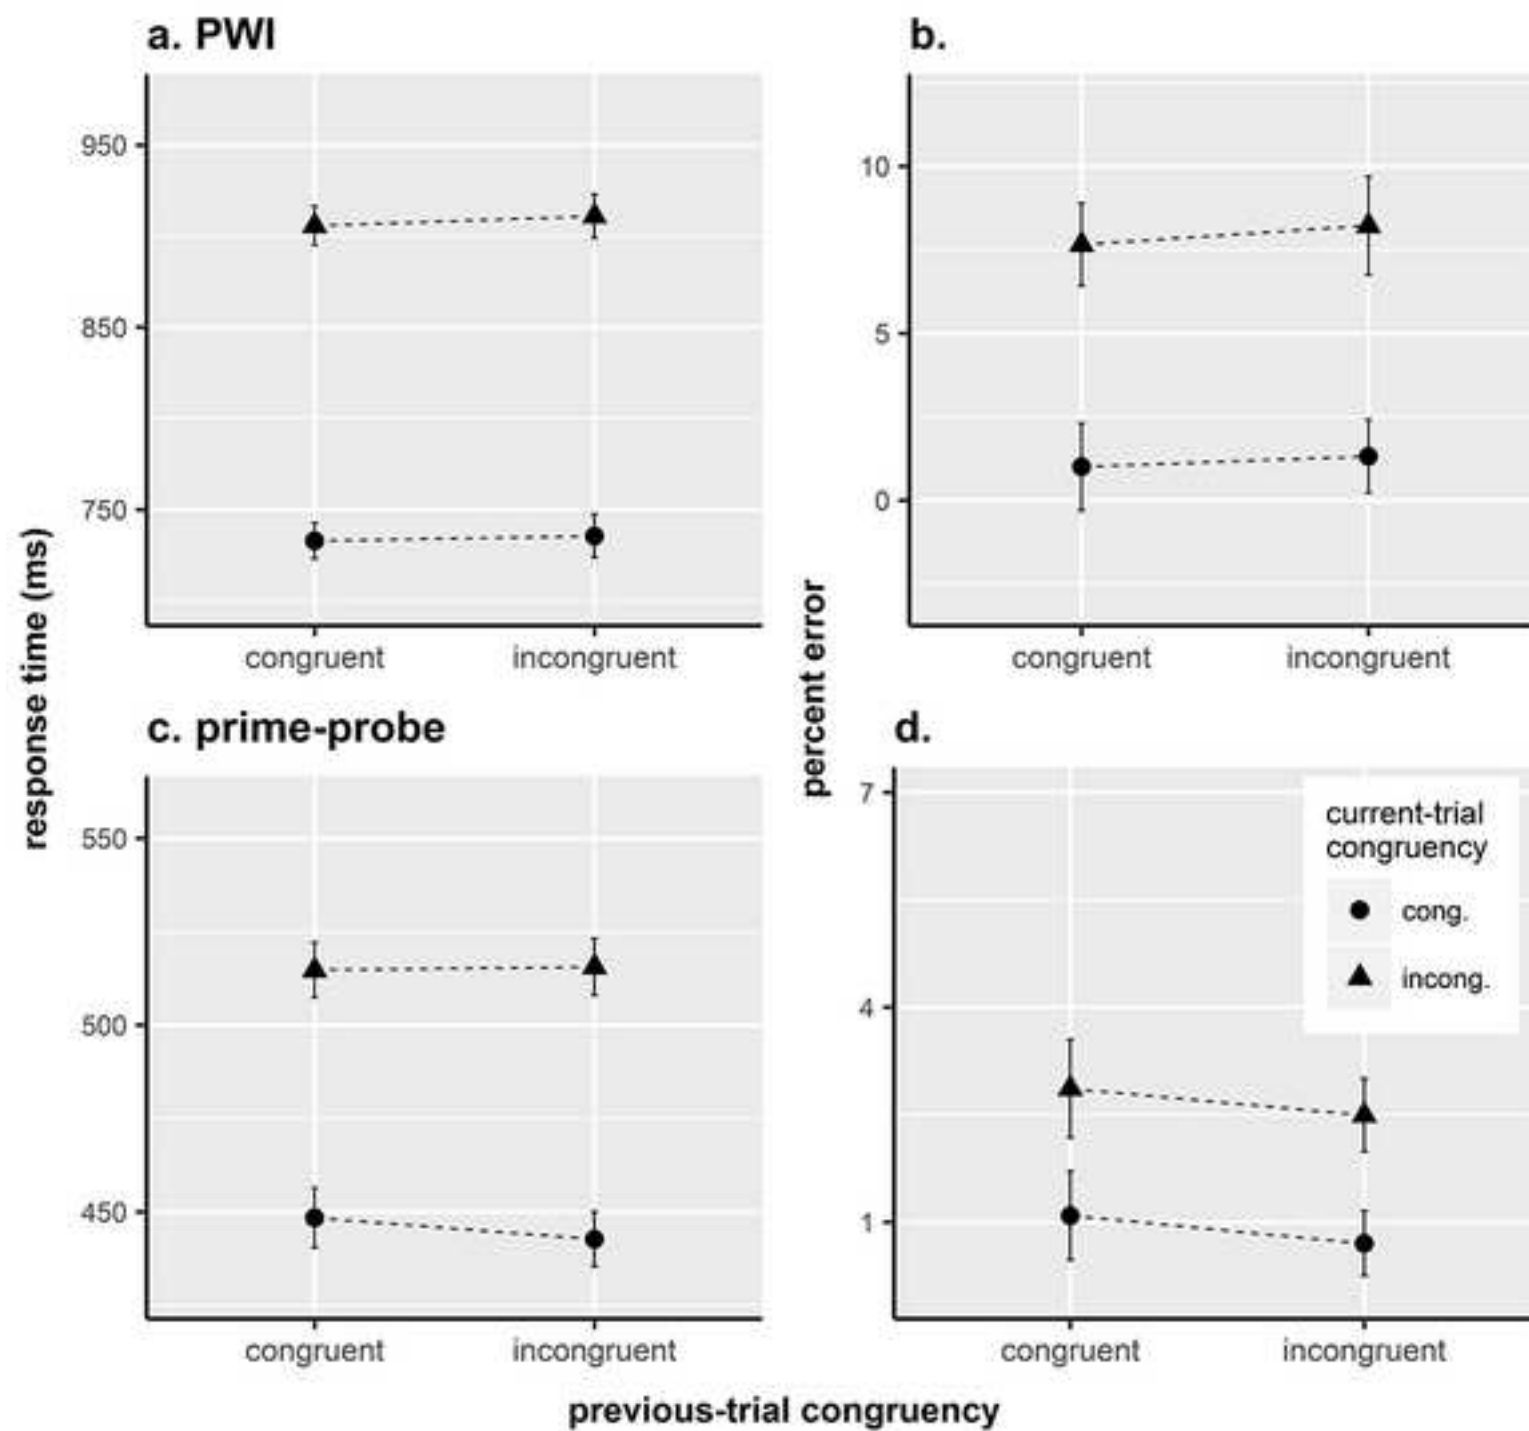 a. PWI
b.
950
850
750
10
5
0
congruent incongruent
congruent incongruent
response time (ms)
percent error
c. prime-probe
d.
550
500
450
7
4
1
current-trial
congruency
cong.
incong.
congruent incongruent
congruent incongruent
previous-trial congruency